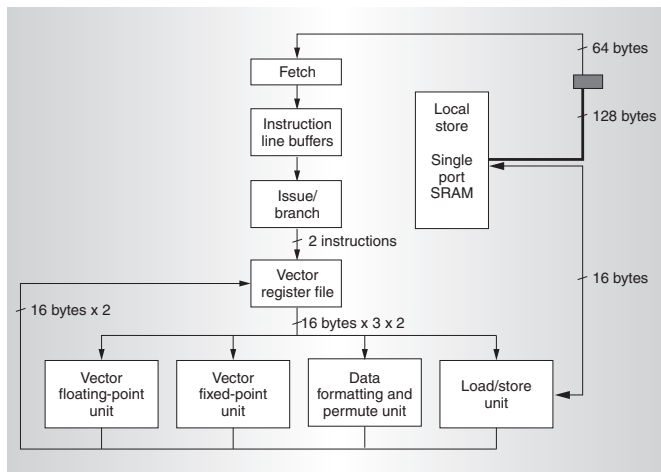 64 bytes
Fetch
128 bytes
Local
store
Single
port
SRAM
Instruction
line buffers
Issue/
branch
2 instructions
Vector
register file
16 bytes
16 bytes x 2
16 bytes x 3 x 2
Vector
floating-point
unit
Vector
fixed-point
unit
Data
formatting and
permute unit
Load/store
unit